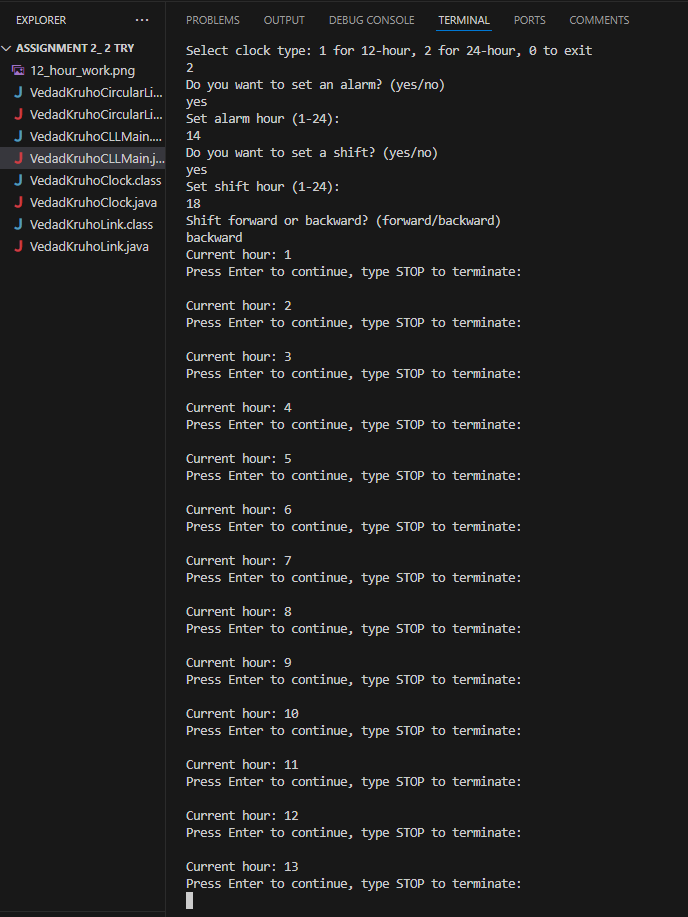 EXPLORER
ASSIGNMENT 2_ 2 TRY
12_hour_work.png
VedadKruhoCircularLi...
VedadKruhoCircularLi...
VedadKruhoCLLMain....
VedadKruhoCLLMain.j...
VedadKruhoClock.class
VedadKruhoClock.java
VedadKruhoLink.class
VedadKruhoLink.java
PROBLEMS OUTPUT DEBUG CONSOLE TERMINAL PORTS COMMENTS
Select clock type: 1 for 12-hour, 2 for 24-hour, 0 to exit
2
Do you want to set an alarm? (yes/no)
yes
Set alarm hour (1-24):
14
Do you want to set a shift? (yes/no)
yes
Set shift hour (1-24):
18
Shift forward or backward? (forward/backward)
backward
Current hour: 1
Press Enter to continue, type STOP to terminate:
Current hour: 2
Press Enter to continue, type STOP to terminate:
Current hour: 3
Press Enter to continue, type STOP to terminate:
Current hour: 4
Press Enter to continue, type STOP to terminate:
Current hour: 5
Press Enter to continue, type STOP to terminate:
Current hour: 6
Press Enter to continue, type STOP to terminate:
Current hour: 7
Press Enter to continue, type STOP to terminate:
Current hour: 8
Press Enter to continue, type STOP to terminate:
Current hour: 9
Press Enter to continue, type STOP to terminate:
Current hour: 10
Press Enter to continue, type STOP to terminate:
Current hour: 11
Press Enter to continue, type STOP to terminate:
Current hour: 12
Press Enter to continue, type STOP to terminate:
Current hour: 13
Press Enter to continue, type STOP to terminate: